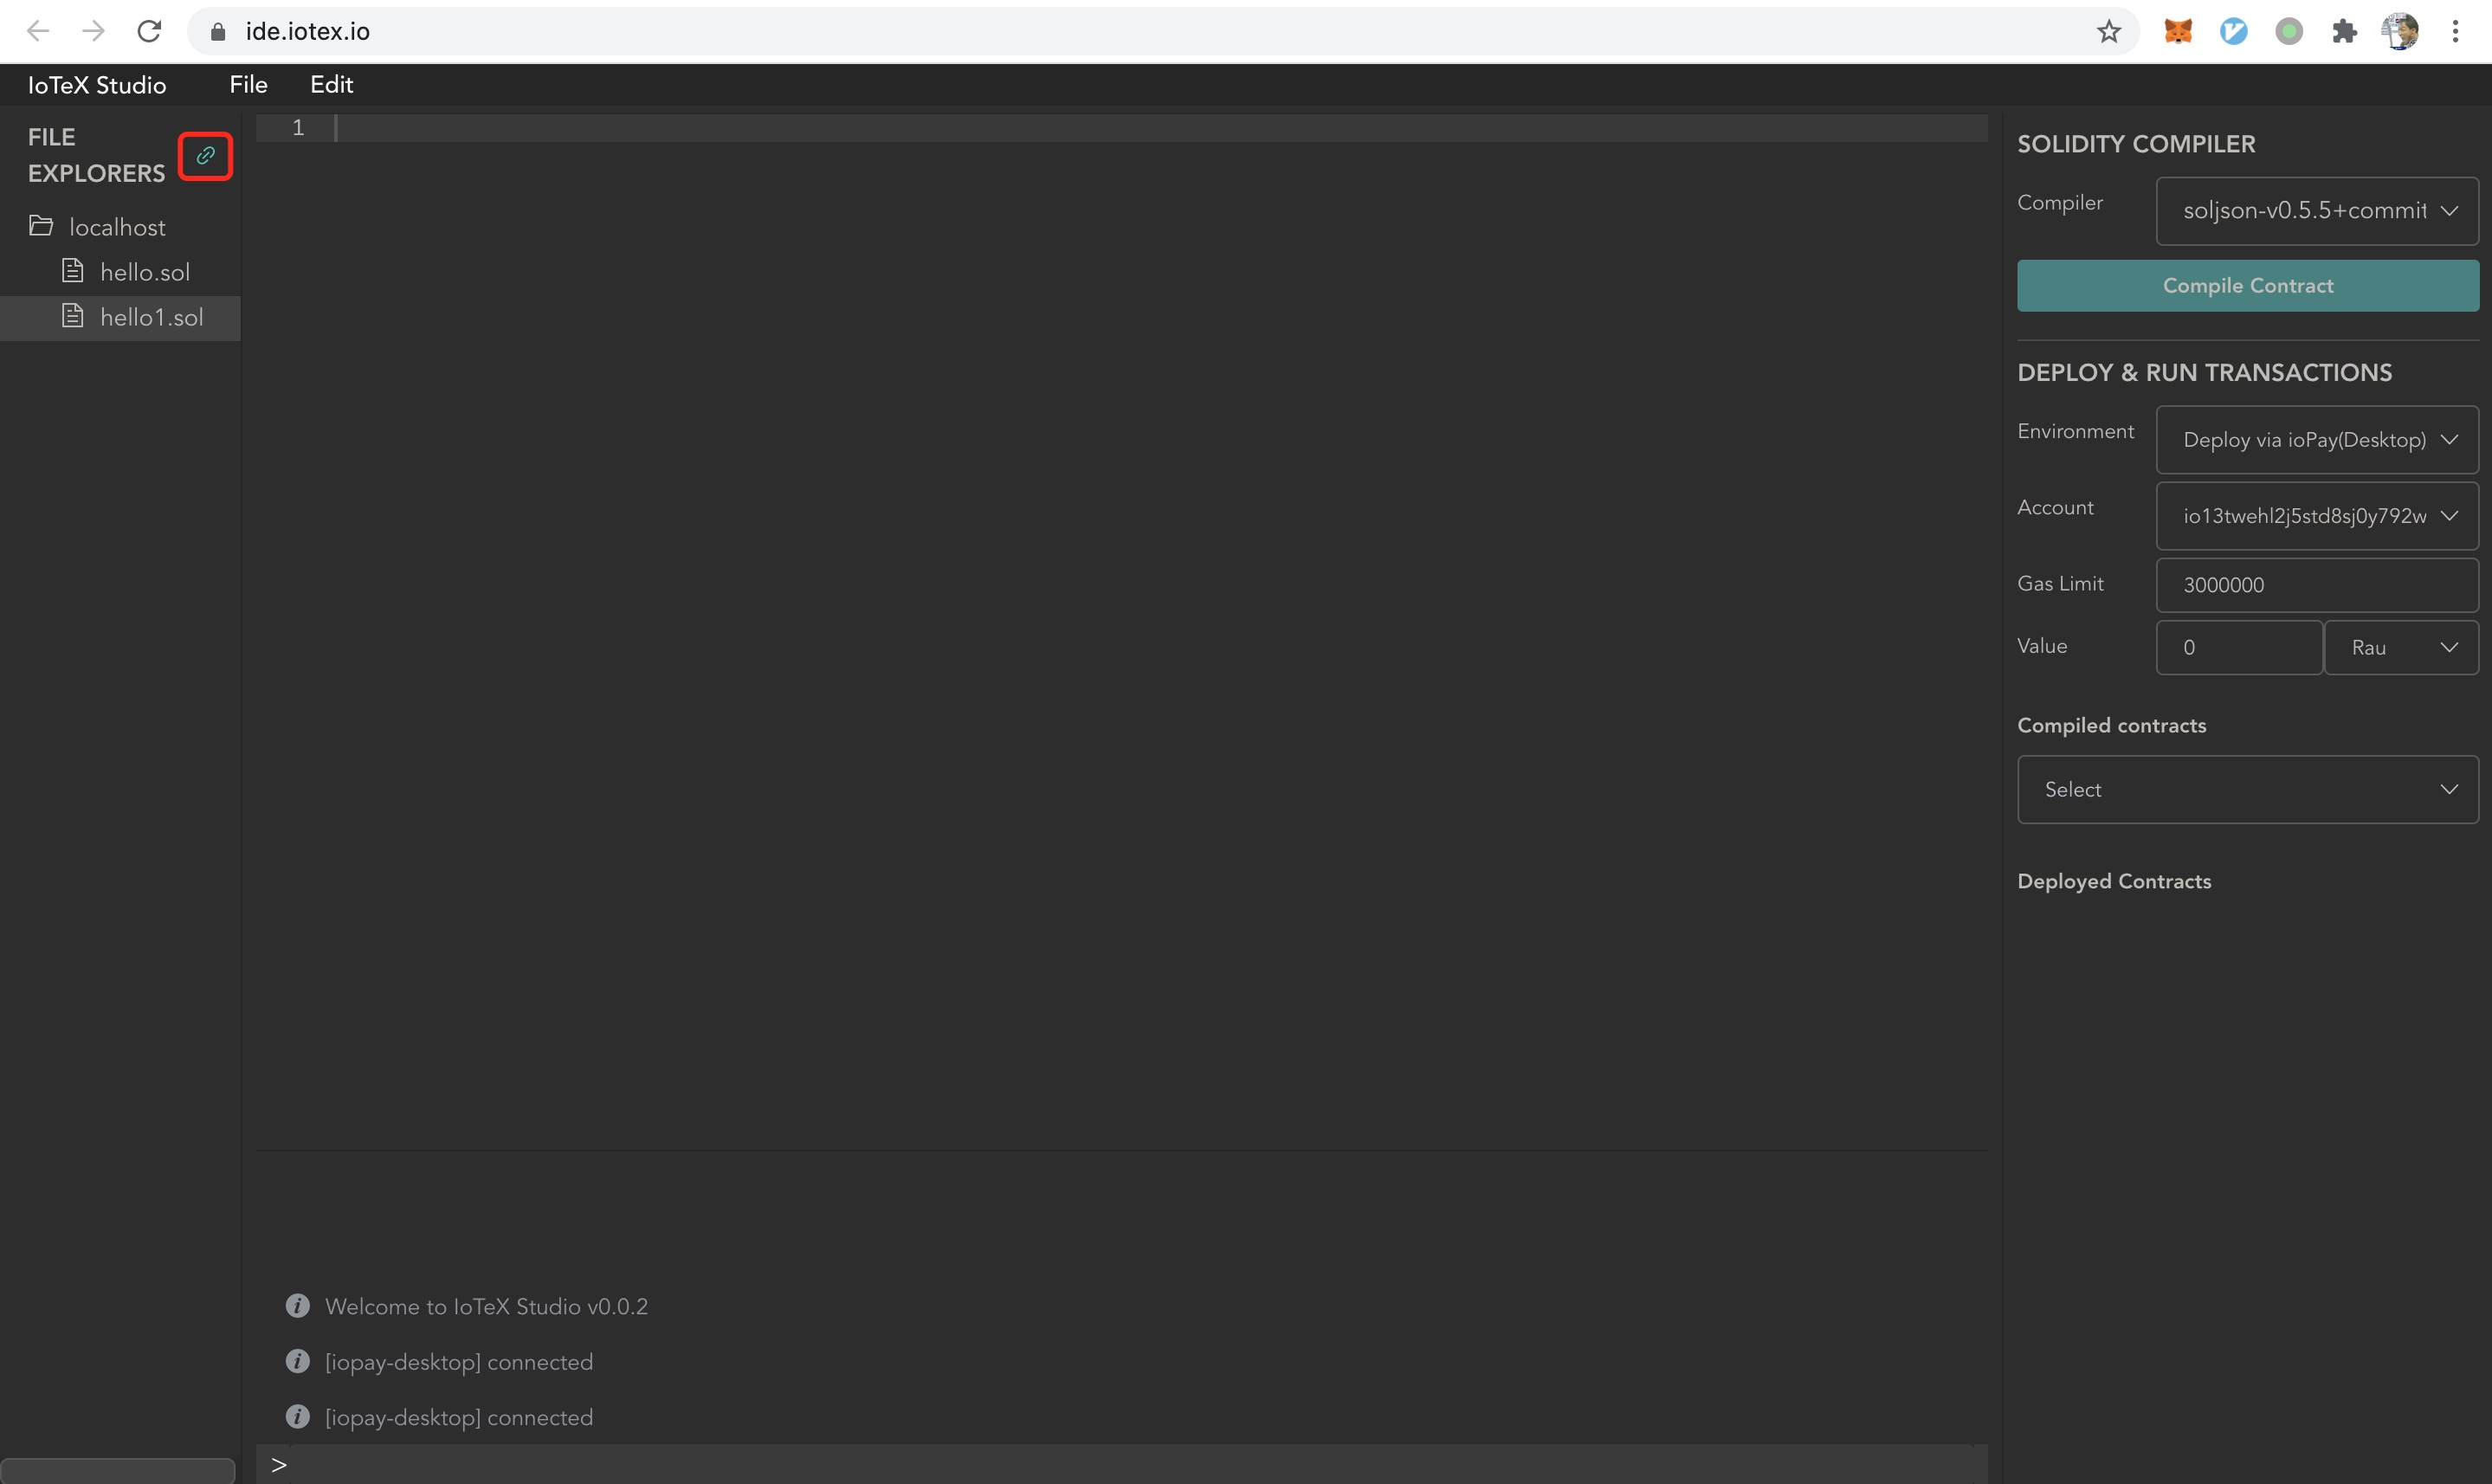 ide.iotex.io
IoTeX Studio File Edit
FILE
EXPLORERS
localhost
hello.sol
hello1.sol
1
Welcome to IoTeX Studio v0.0.2
[iopay-desktop] connected
[iopay-desktop] connected
>
SOLIDITY COMPILER
Compiler soljson-v0.5.5+commit
Compile Contract
DEPLOY & RUN TRANSACTIONS
Environment Deploy via ioPay(Desktop)
Account io13twehl2j5std8sj0y792w
Gas Limit 3000000
Value 0 Rau
Compiled contracts
Select
Deployed Contracts